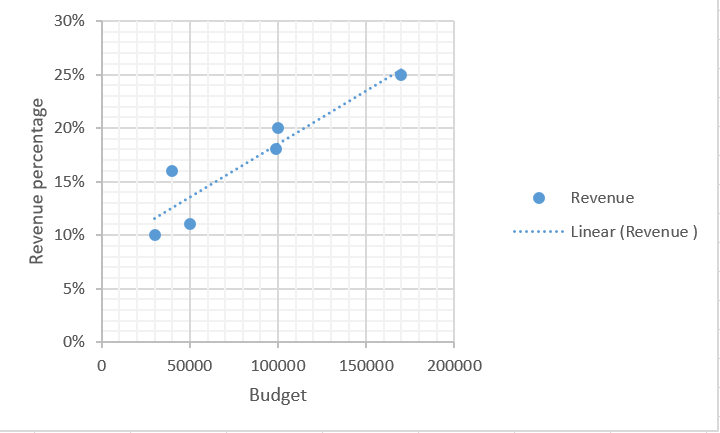 30%
25%
20%
15%
10%
5%
0%
Revenue percentage
0 50000 100000 150000 200000
Budget
Revenue
Linear (Revenue )